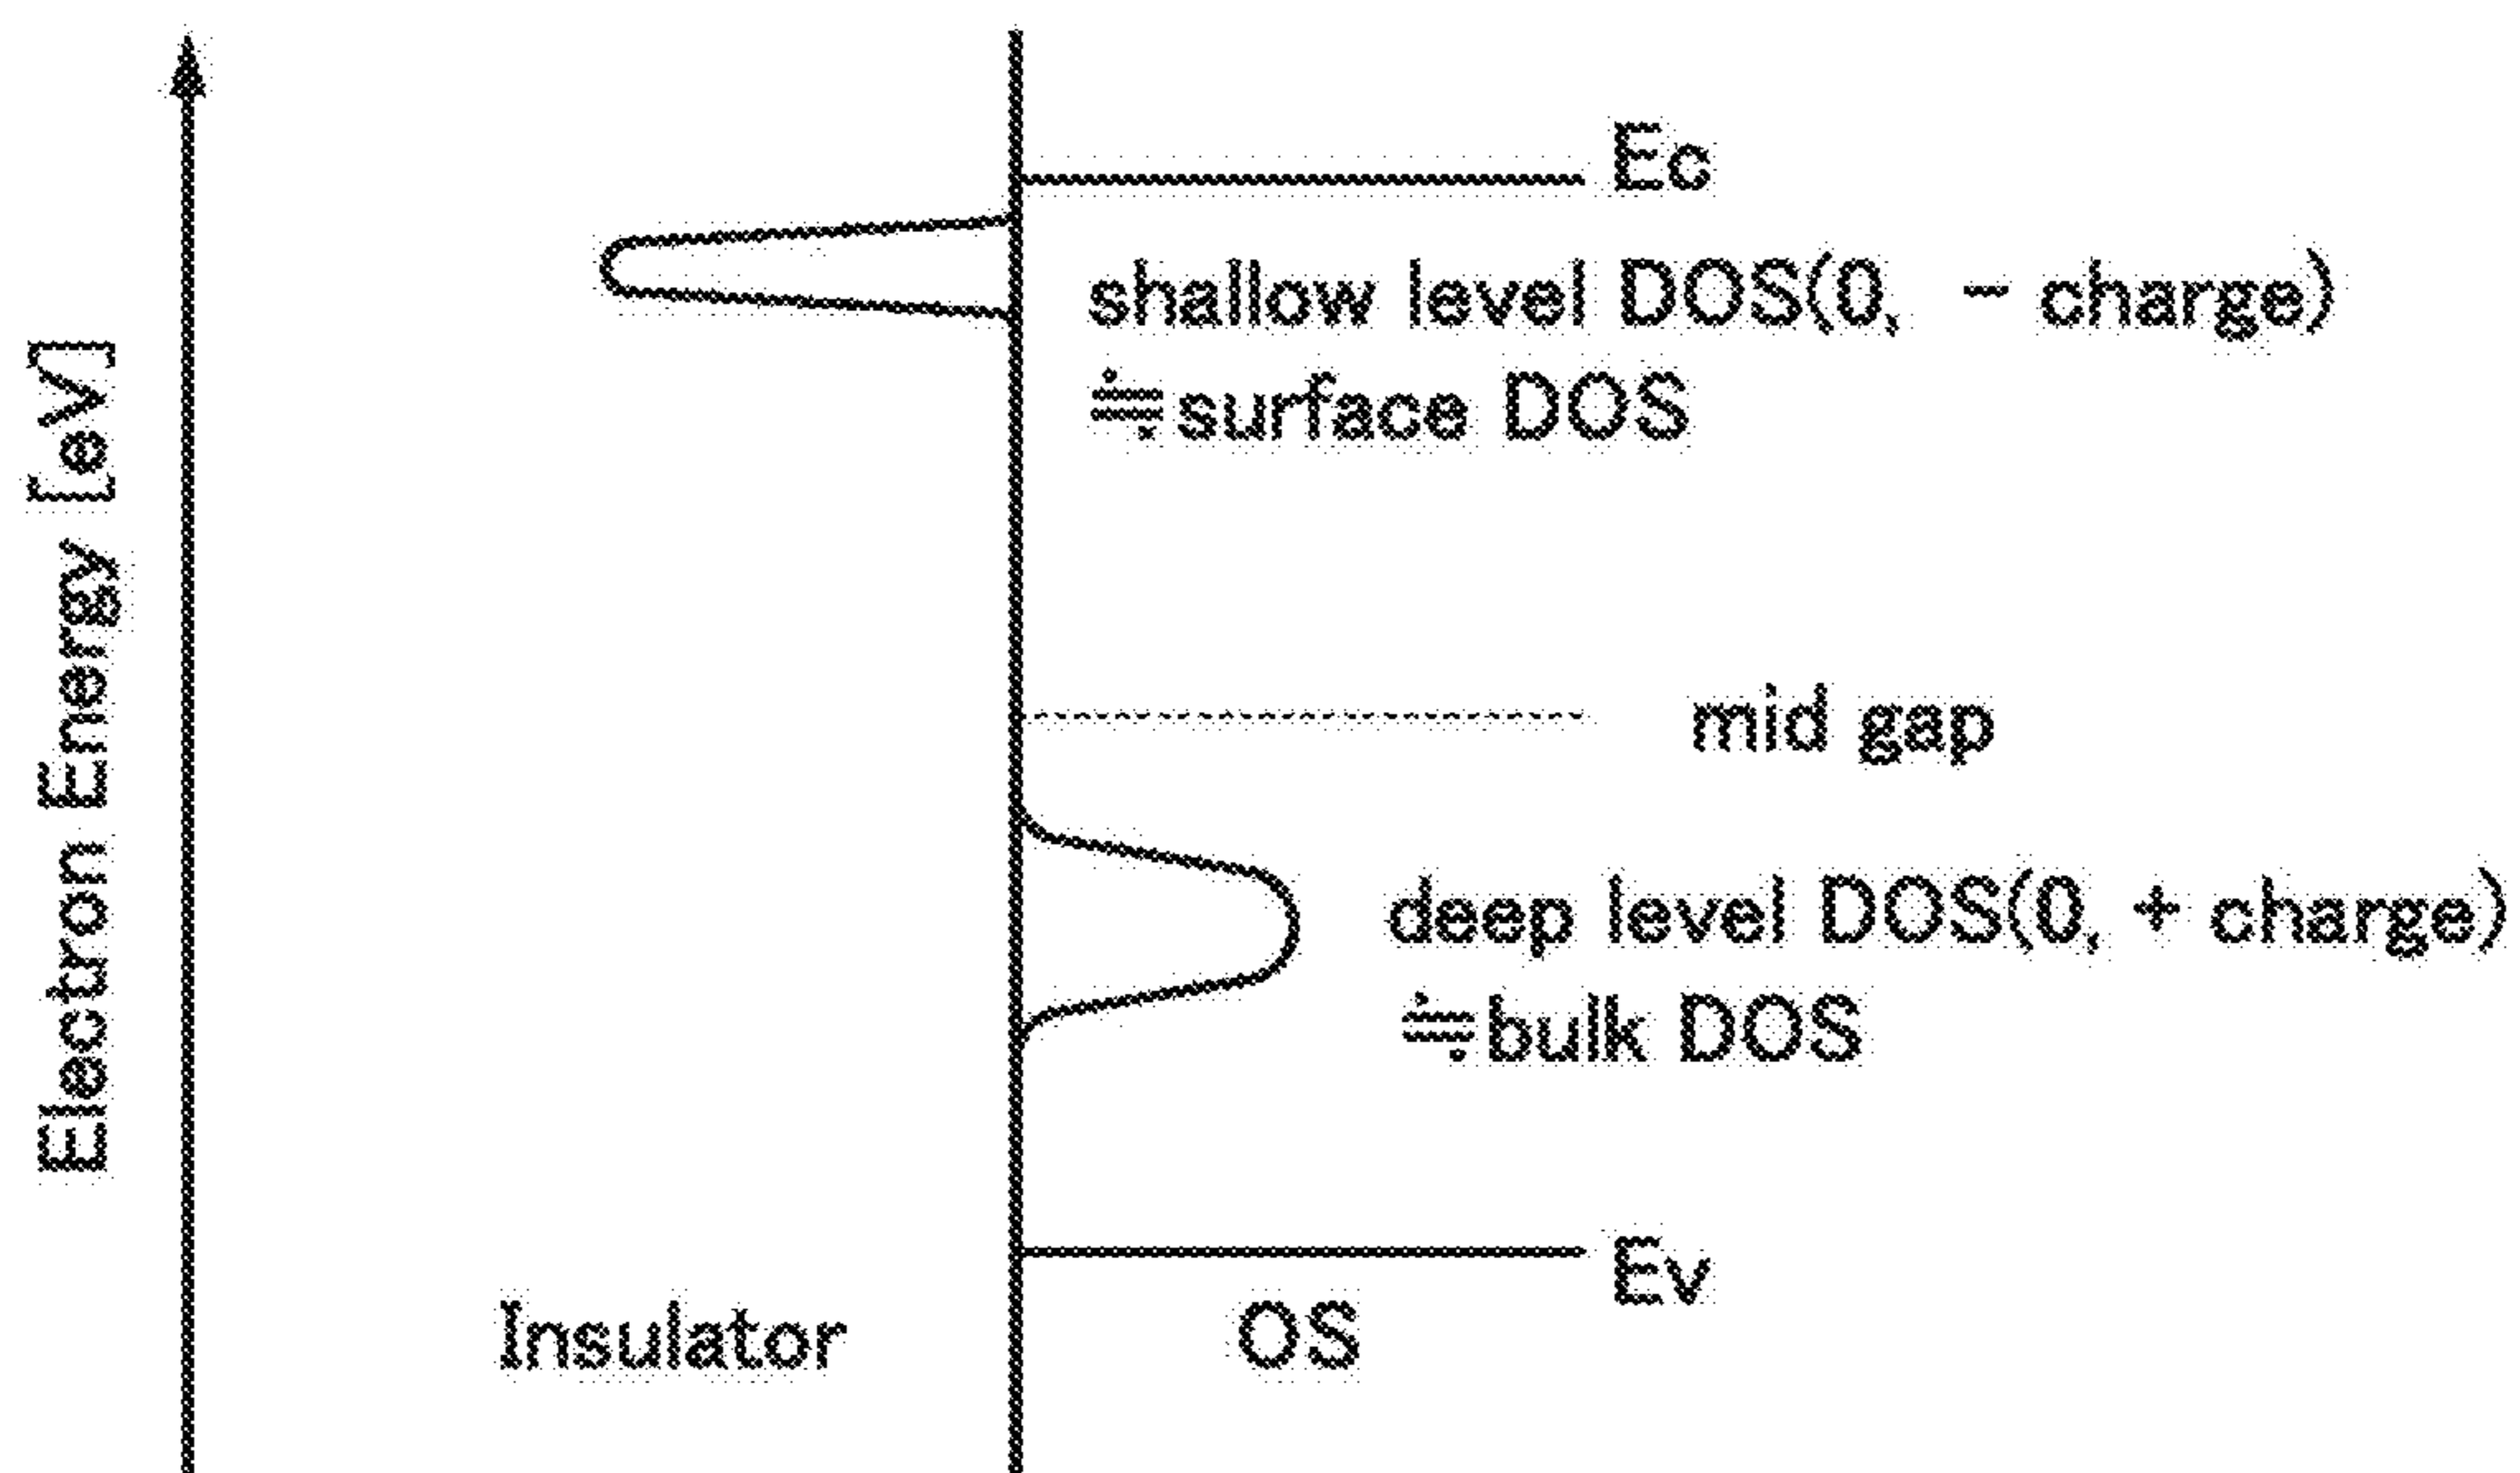 Electron Energy [eV]
Ec
shallow level DOS(0, - charge)
≒surface DOS
mid gap
deep level DOS(0, + charge)
≒bulk DOS
Ev
Insulator
OS